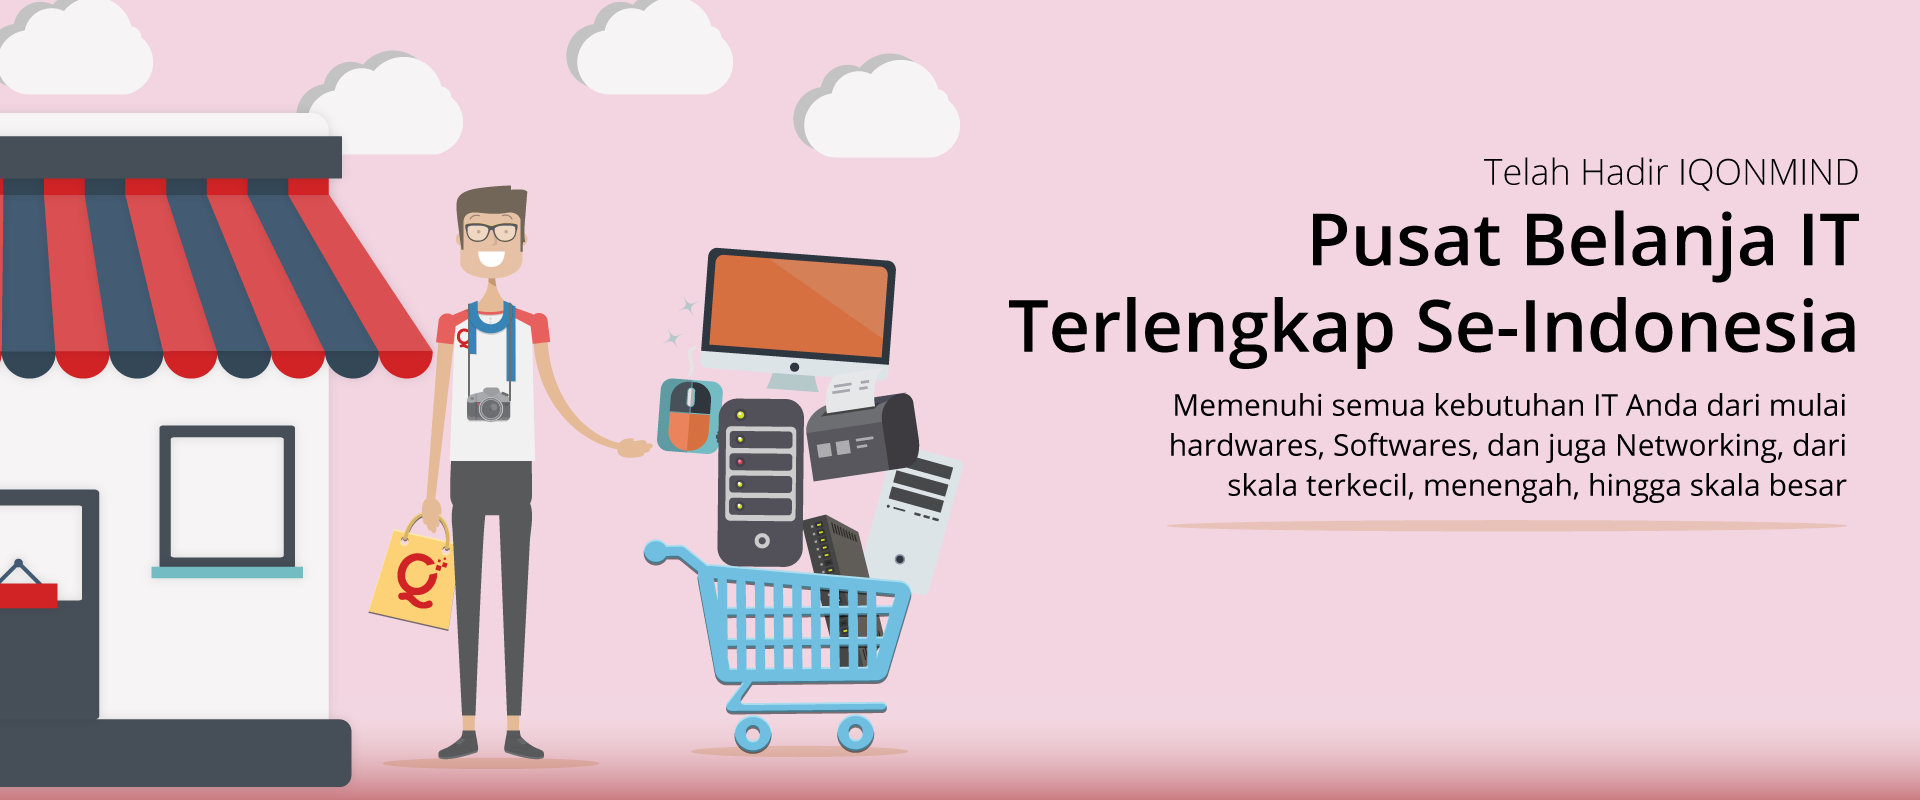 Telah Hadir IQONMIND
Pusat Belanja IT
Terlengkap Se-Indonesia
Memenuhi semua kebutuhan IT Anda dari mulai
hardwares, Softwares, dan juga Networking, dari
skala terkecil, menengah, hingga skala besar